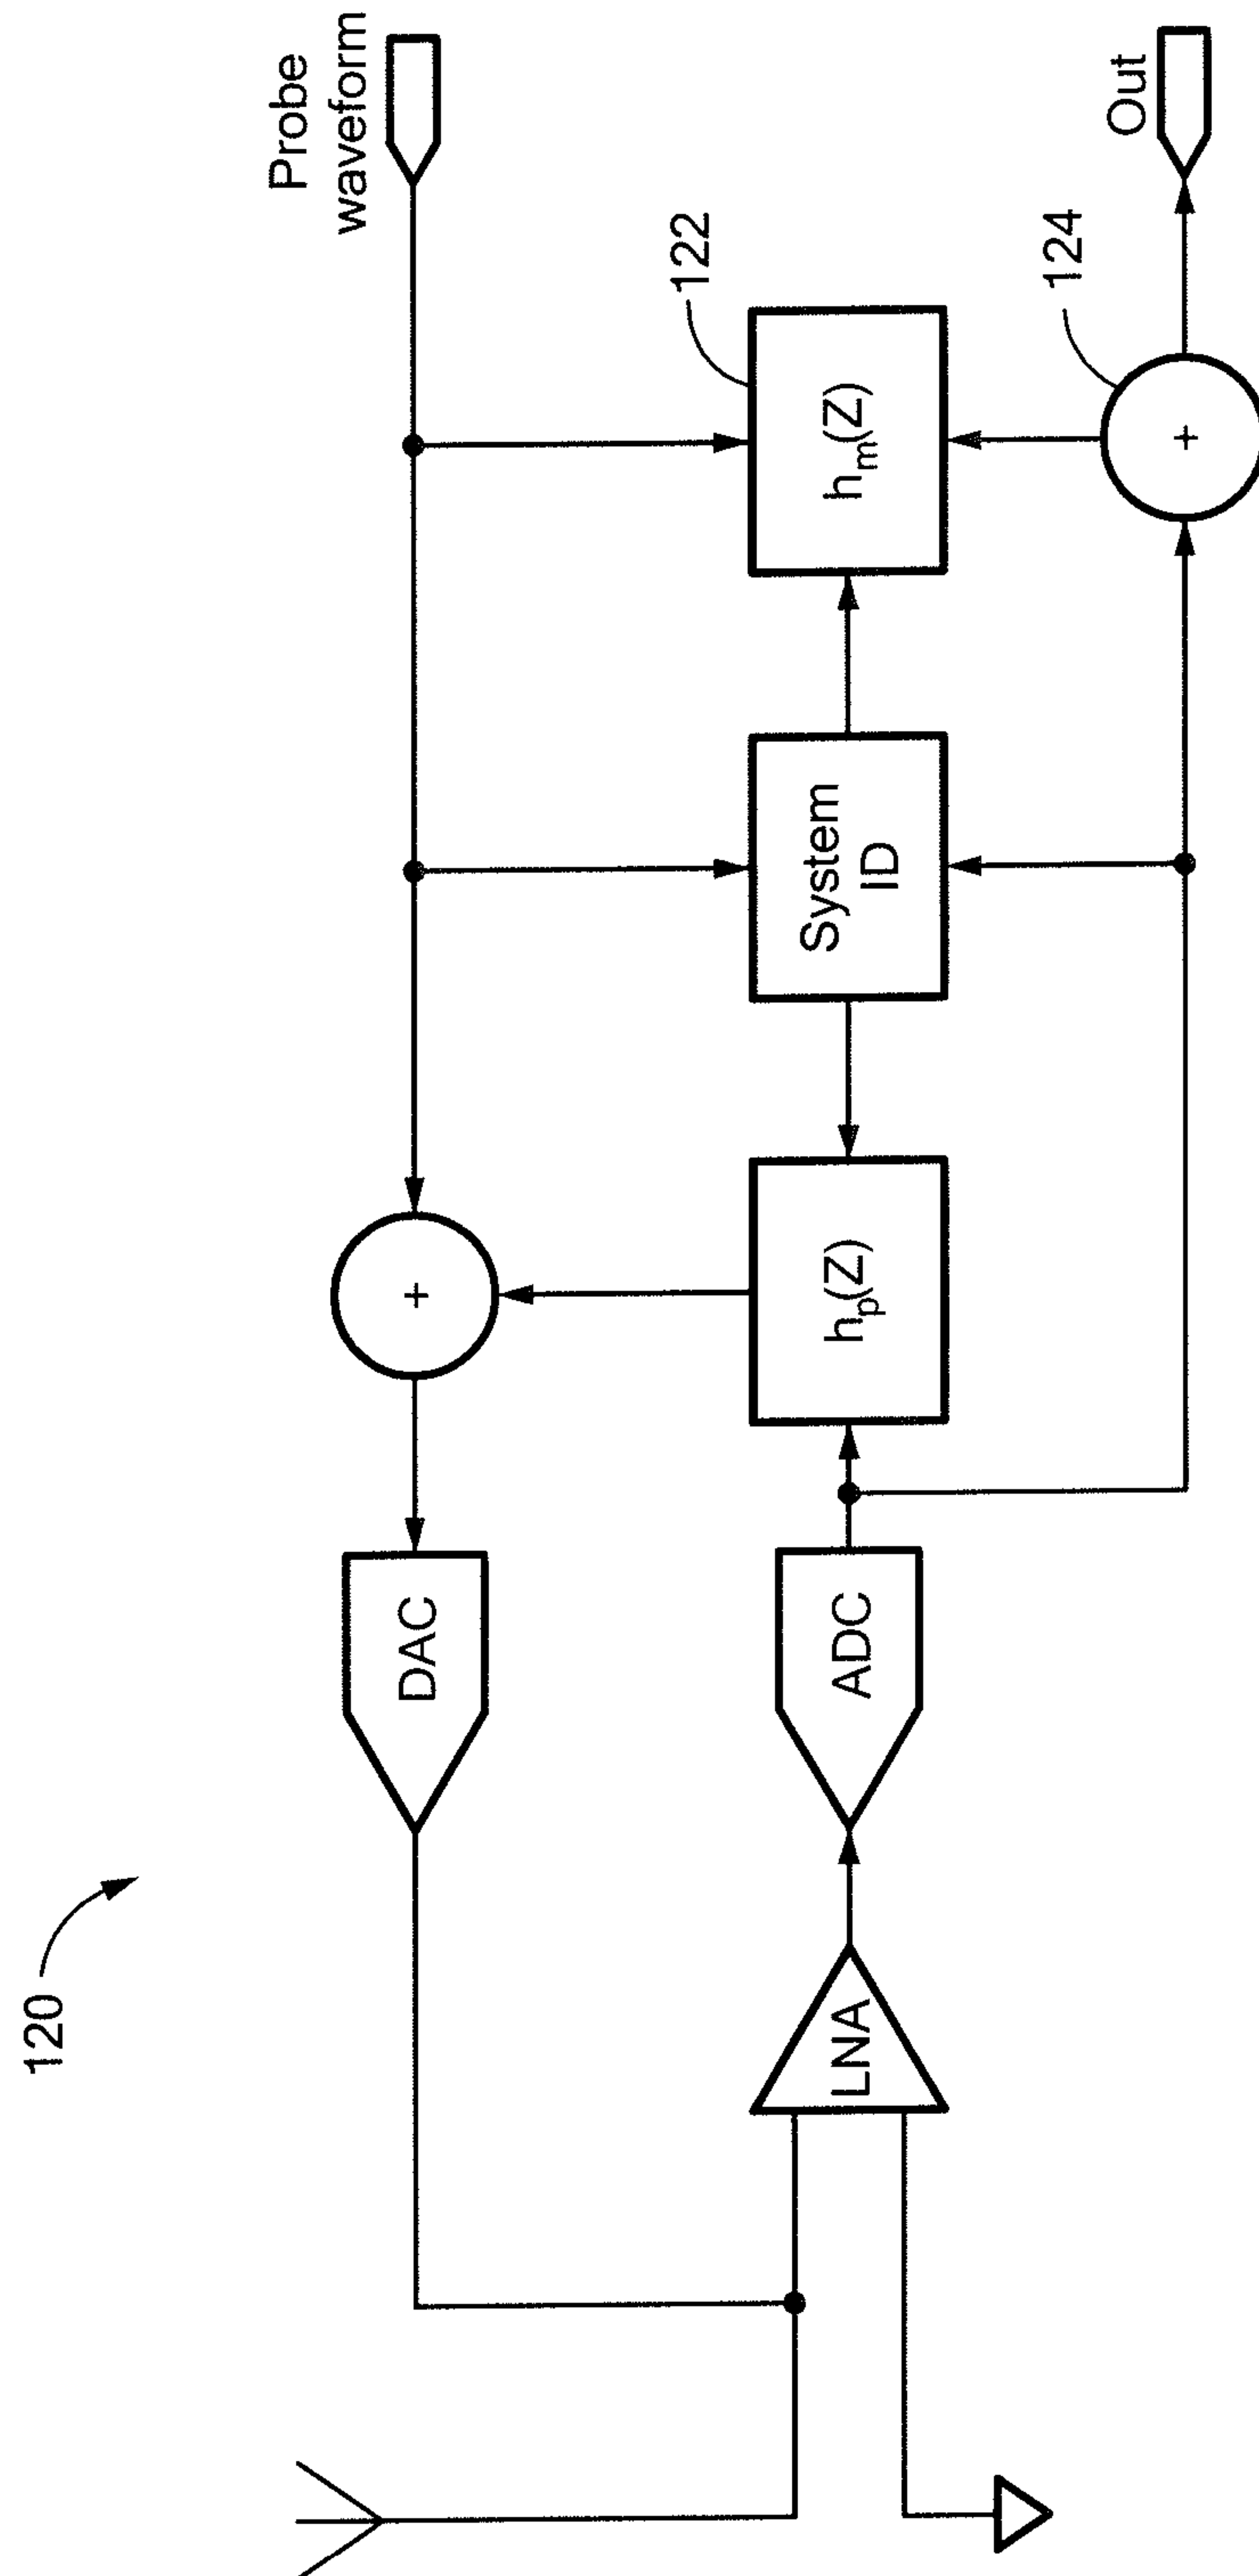 120
Probe
waveform
DAC
+
122
h_p(Z)
System
ID
h_m(Z)
LNA
ADC
124
+
Out